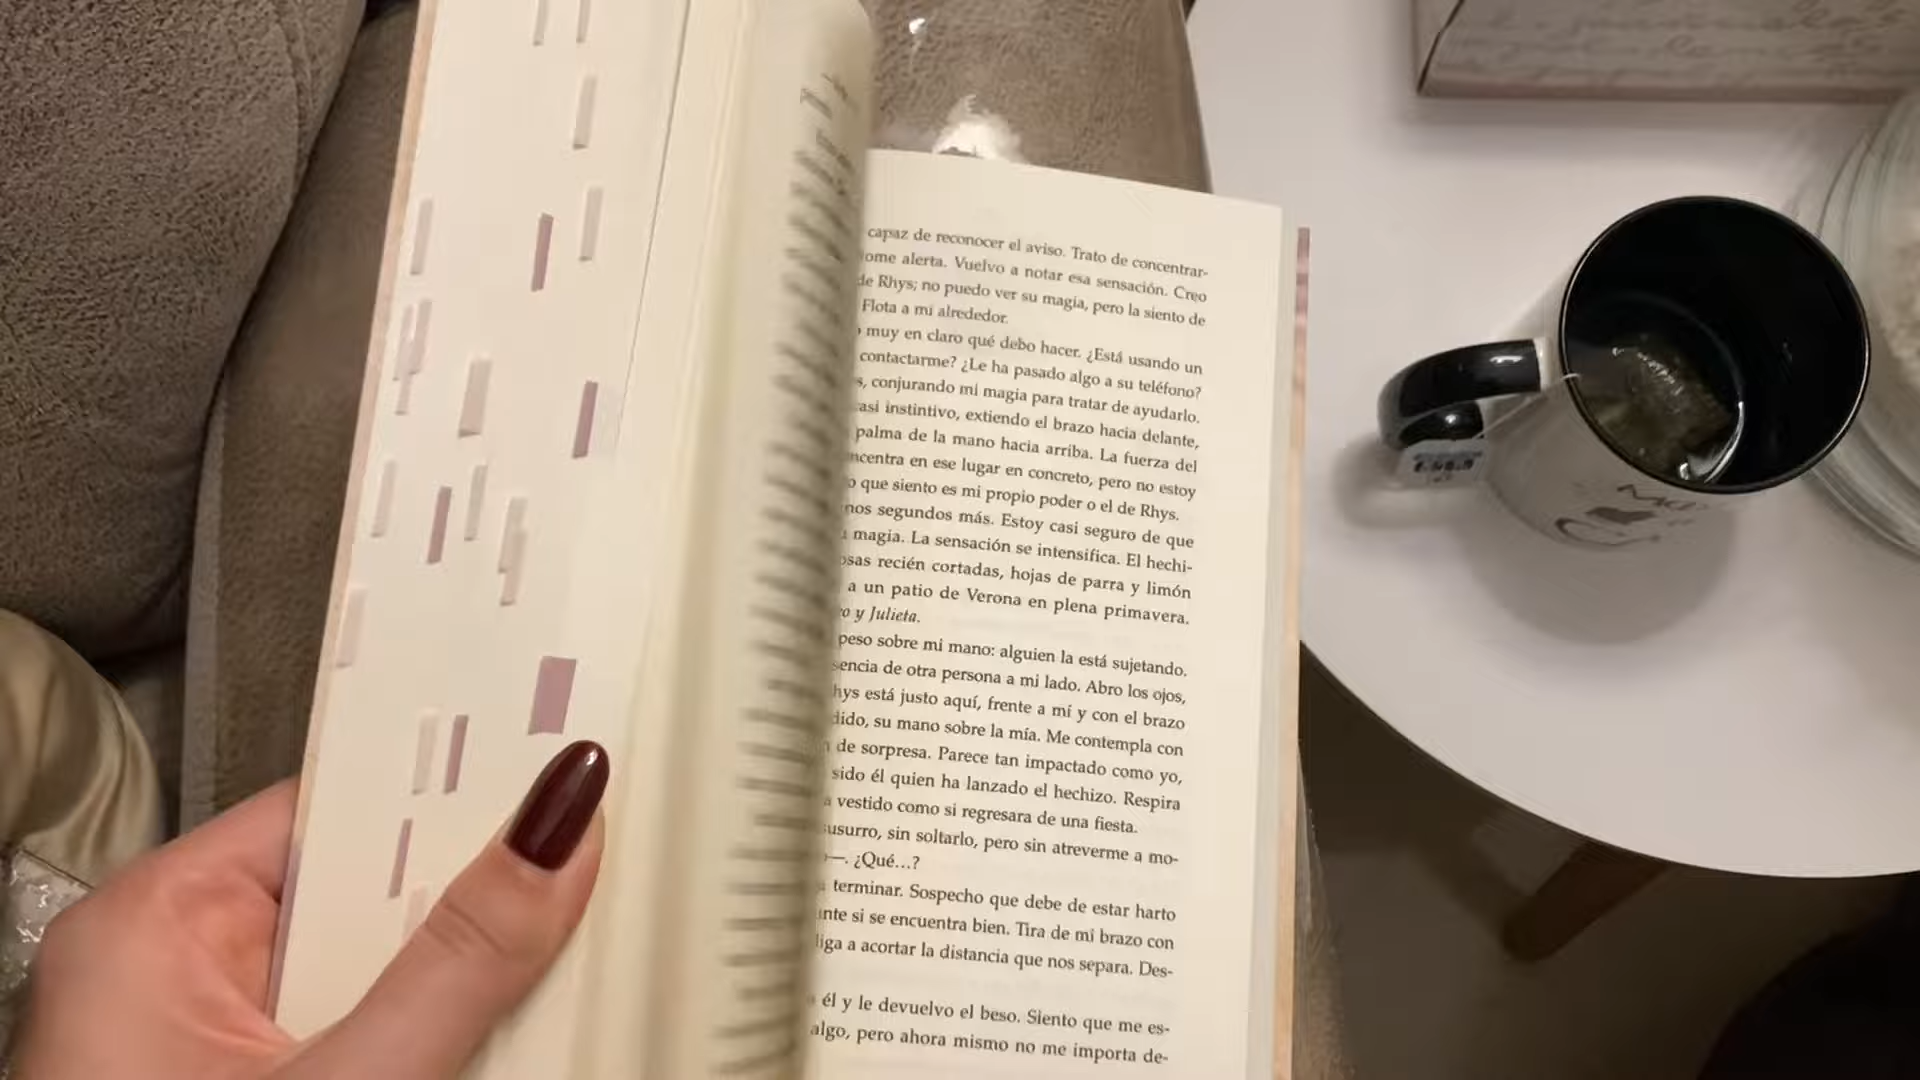 capaz de reconocer el aviso. Trato de concentrar-
ome alerta. Vuelvo a notar esa sensación. Creo
de Rhys; no puedo ver su magia, pero la siento de
Flota a mi alrededor.
muy en claro qué debo hacer. ¿Está usando un
contactarme? ¿Le ha pasado algo a su teléfono?
s, conjurando mi magia para tratar de ayudarlo.
asi instintivo, extiendo el brazo hacia delante,
palma de la mano hacia arriba. La fuerza del
ncentra en ese lugar en concreto, pero no estoy
o que siento es mi propio poder o el de Rhys.
nos segundos más. Estoy casi seguro de que
magia. La sensación se intensifica. El hechi-
osas recién cortadas, hojas de parra y limón
a un patio de Verona en plena primavera.
o y Julieta.
peso sobre mi mano: alguien la está sujetando.
sencia de otra persona a mi lado. Abro los ojos,
hys está justo aquí, frente a mí y con el brazo
dido, su mano sobre la mía. Me contempla con
de sorpresa. Parece tan impactado como yo,
sido él quien ha lanzado el hechizo. Respira
vestido como si regresara de una fiesta.
susurro, sin soltarlo, pero sin atreverme a mo-
—. ¿Qué…?
terminar. Sospecho que debe de estar harto
nte si se encuentra bien. Tira de mi brazo con
liga a acortar la distancia que nos separa. Des-
él y le devuelvo el beso. Siento que me es-
algo, pero ahora mismo no me importa de-